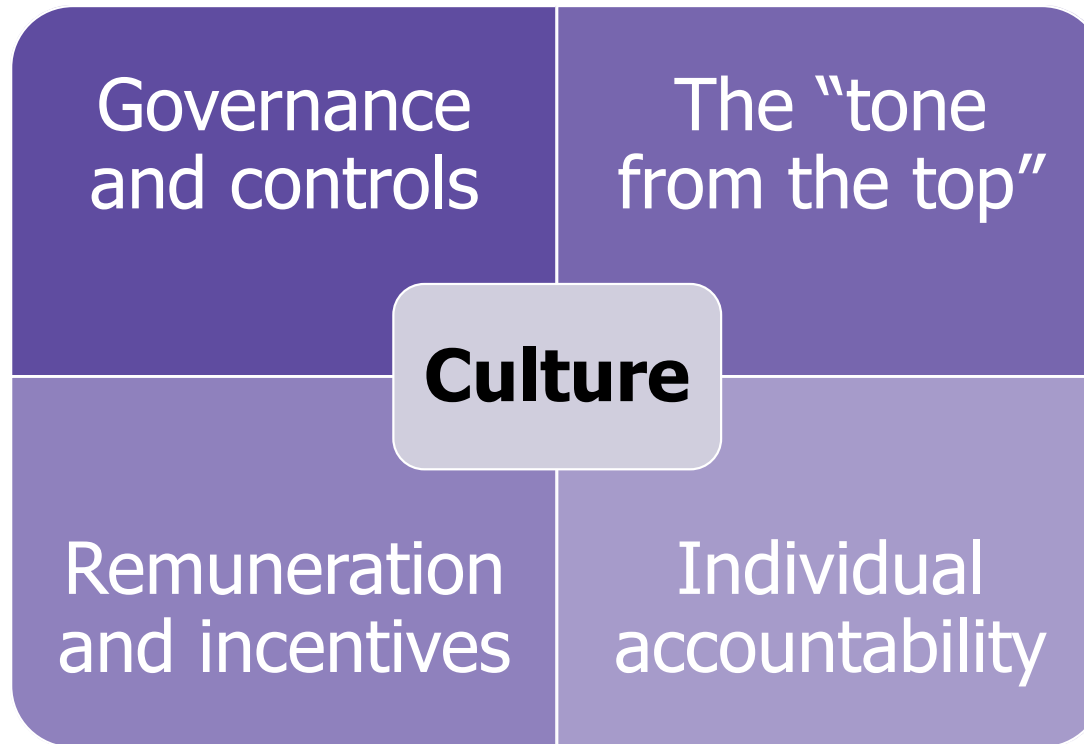 Governance
and controls
The “tone
from the top”
Culture
Remuneration
and incentives
Individual
accountability